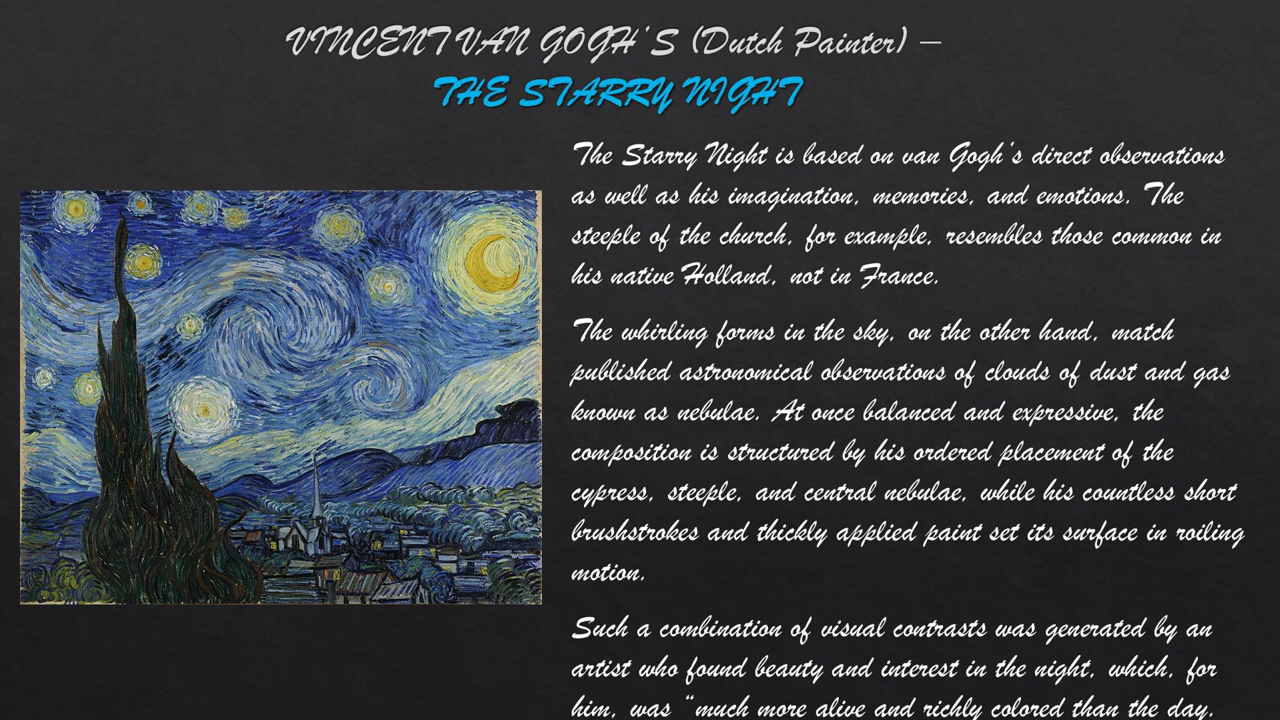 VINCENT VAN GOGH'S (Dutch Painter) –
THE STARRY NIGHT
The Starry Night is based on van Gogh's direct observations
as well as his imagination, memories, and emotions. The
steeple of the church, for example, resembles those common in
his native Holland, not in France.
The whirling forms in the sky, on the other hand, match
published astronomical observations of clouds of dust and gas
known as nebulae. At once balanced and expressive, the
composition is structured by his ordered placement of the
cypress, steeple, and central nebulae, while his countless short
brushstrokes and thickly applied paint set its surface in roiling
motion.
Such a combination of visual contrasts was generated by an
artist who found beauty and interest in the night, which, for
him, was “much more alive and richly colored than the day.